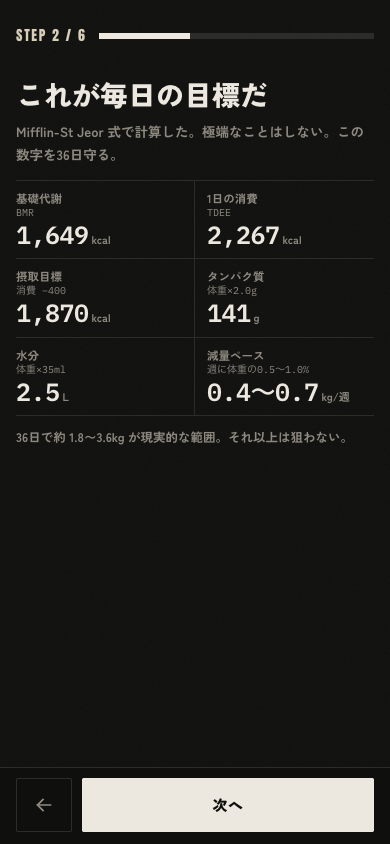 STEP 2 / 6
これが毎日の目標だ
Mifflin-St Jeor 式で計算した。極端なことはしない。この
数字を36日守る。
基礎代謝
BMR
1,649 kcal
1日の消費
TDEE
2,267 kcal
摂取目標
消費 −400
1,870 kcal
タンパク質
体重×2.0g
141 g
水分
体重×35ml
2.5 L
減量ペース
週に体重の0.5〜1.0%
0.4〜0.7 kg/週
36日で約 1.8〜3.6kg が現実的な範囲。それ以上は狙わない。
←
次へ